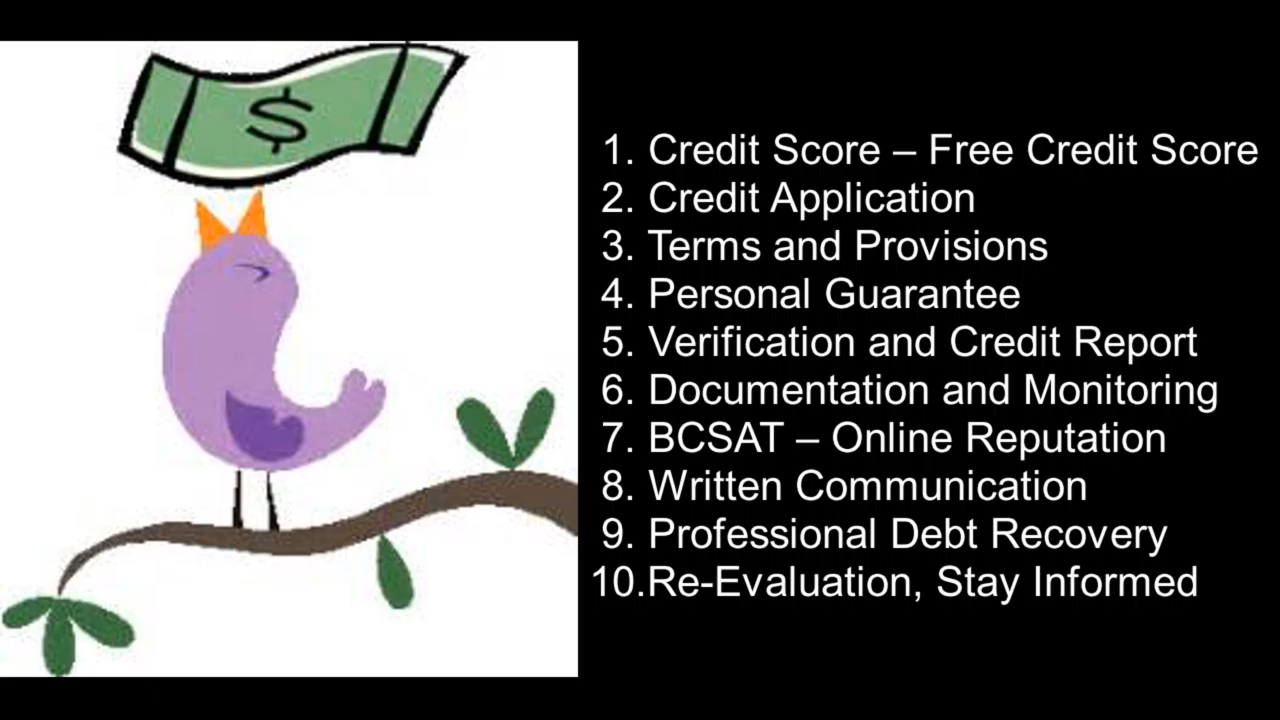 $
1. Credit Score – Free Credit Score
2. Credit Application
3. Terms and Provisions
4. Personal Guarantee
5. Verification and Credit Report
6. Documentation and Monitoring
7. BCSAT – Online Reputation
8. Written Communication
9. Professional Debt Recovery
10.Re-Evaluation, Stay Informed